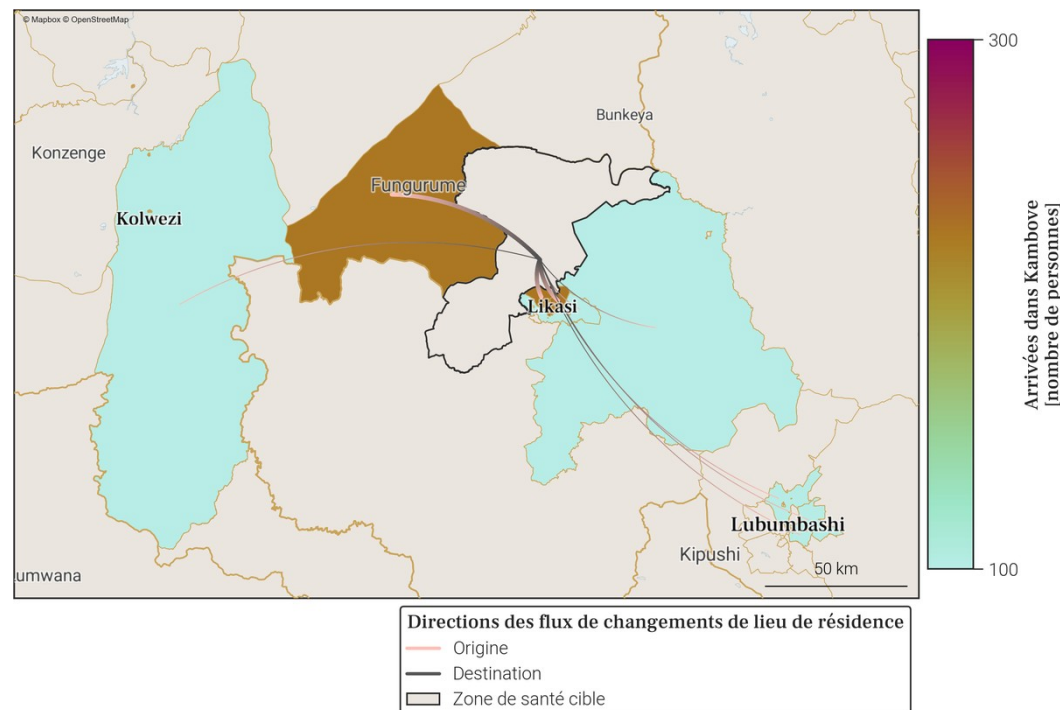 © Mapbox © OpenStreetMap
Bunkeya
Konzenge
Fungurume
Kolwezi
Likasi
Lubumbashi
Kipushi
umwana
50 km
300
100
Arrivées dans Kambove
[nombre de personnes]
Directions des flux de changements de lieu de résidence
Origine
Destination
Zone de santé cible